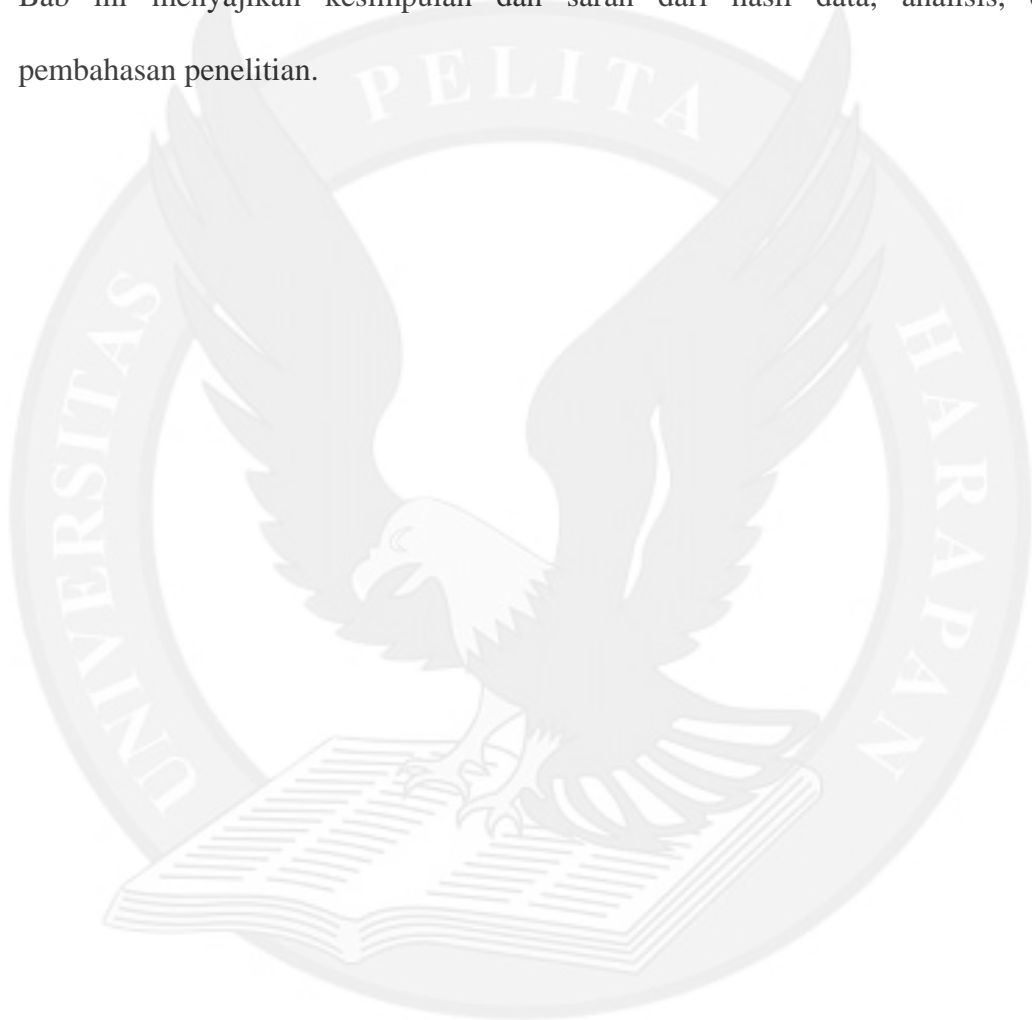 Bab ini menyajikan kesimpulan dan saran dari hasil data, analisis,
pembahasan penelitian.
PELITA
UNIVERSITAS
HARAPAN